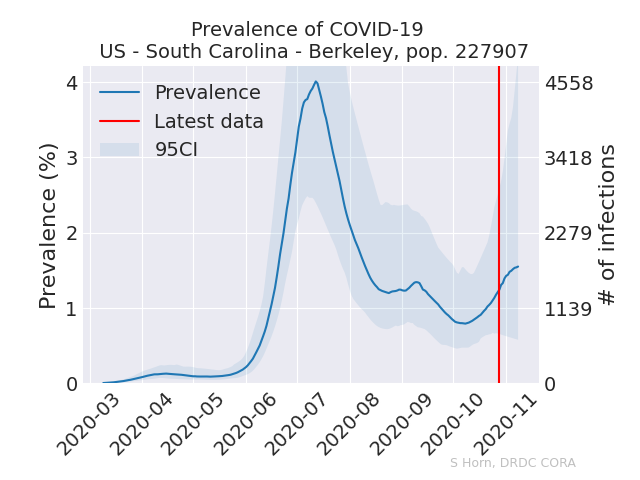 Prevalence of COVID-19
US - South Carolina - Berkeley, pop. 227907
Prevalence
Latest data
95CI
Prevalence (%)
4
3
2
1
0
4558
3418
2279
1139
0
# of infections
2020-03
2020-04
2020-05
2020-06
2020-07
2020-08
2020-09
2020-10
2020-11
S Horn, DRDC CORA